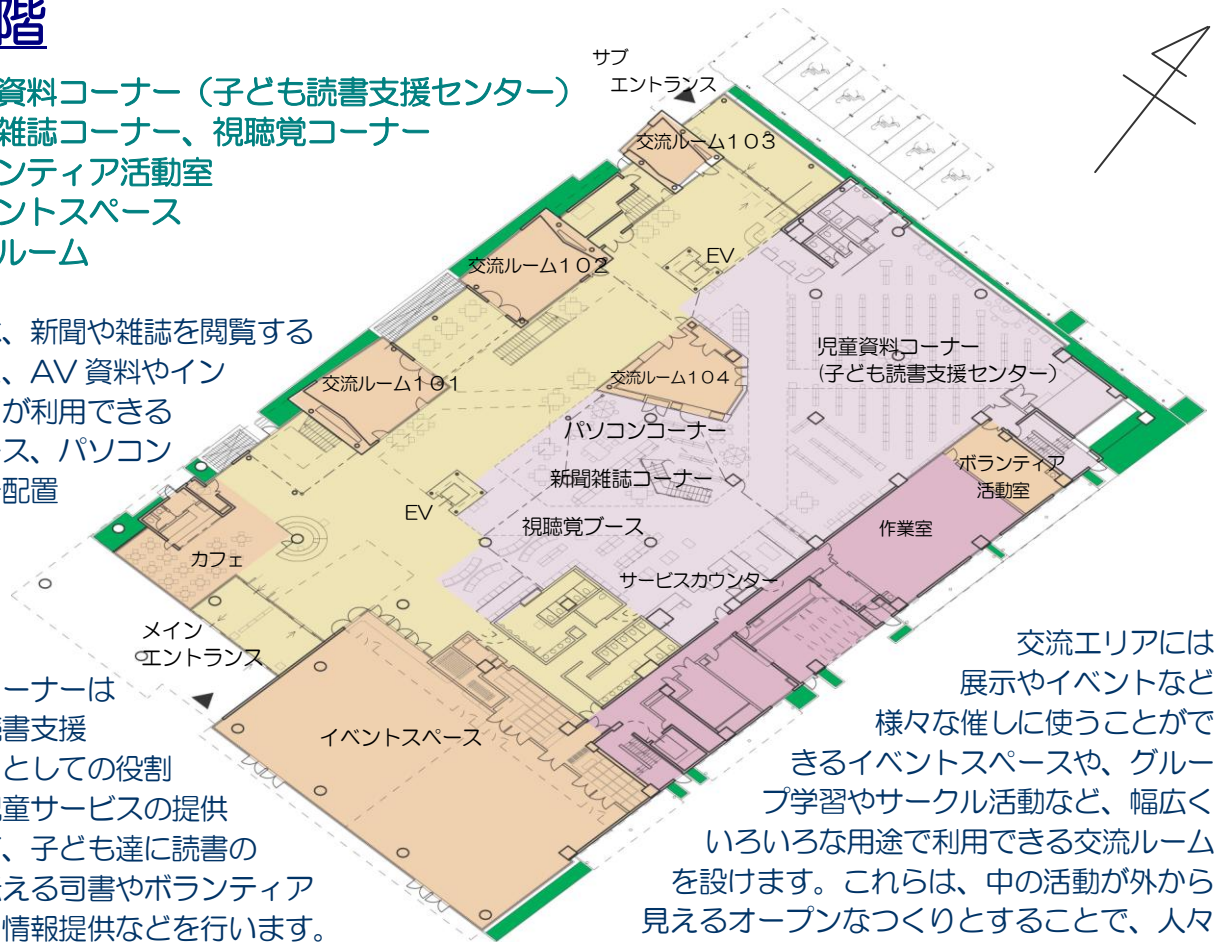 階
資料コーナー（子ども読書支援センター）
雑誌コーナー、視聴覚コーナー
ンティア活動室
ントスペース
ルーム
、新聞や雑誌を閲覧する
、AV 資料やイン
が利用できる
ース、パソコン
配置
サブ
エントランス
交流ルーム103
交流ルーム102
EV
交流ルーム101
交流ルーム104
児童資料コーナー
(子ども読書支援センター）
パソコンコーナー
新聞雑誌コーナー
視聴覚ブース
EV
ボランティア
活動室
作業室
カフェ
サービスカウンター
メイン
エントランス
イベントスペース
ーナーは
書支援
としての役割
児童サービスの提供
、子ども達に読書の
える司書やボランティア
情報提供などを行います。
交流エリアには
展示やイベントなど
様々な催しに使うことがで
きるイベントスペースや、グルー
プ学習やサークル活動など、幅広く
いろいろな用途で利用できる交流ルーム
を設けます。これらは、中の活動が外から
見えるオープンなつくりとすることで、人々